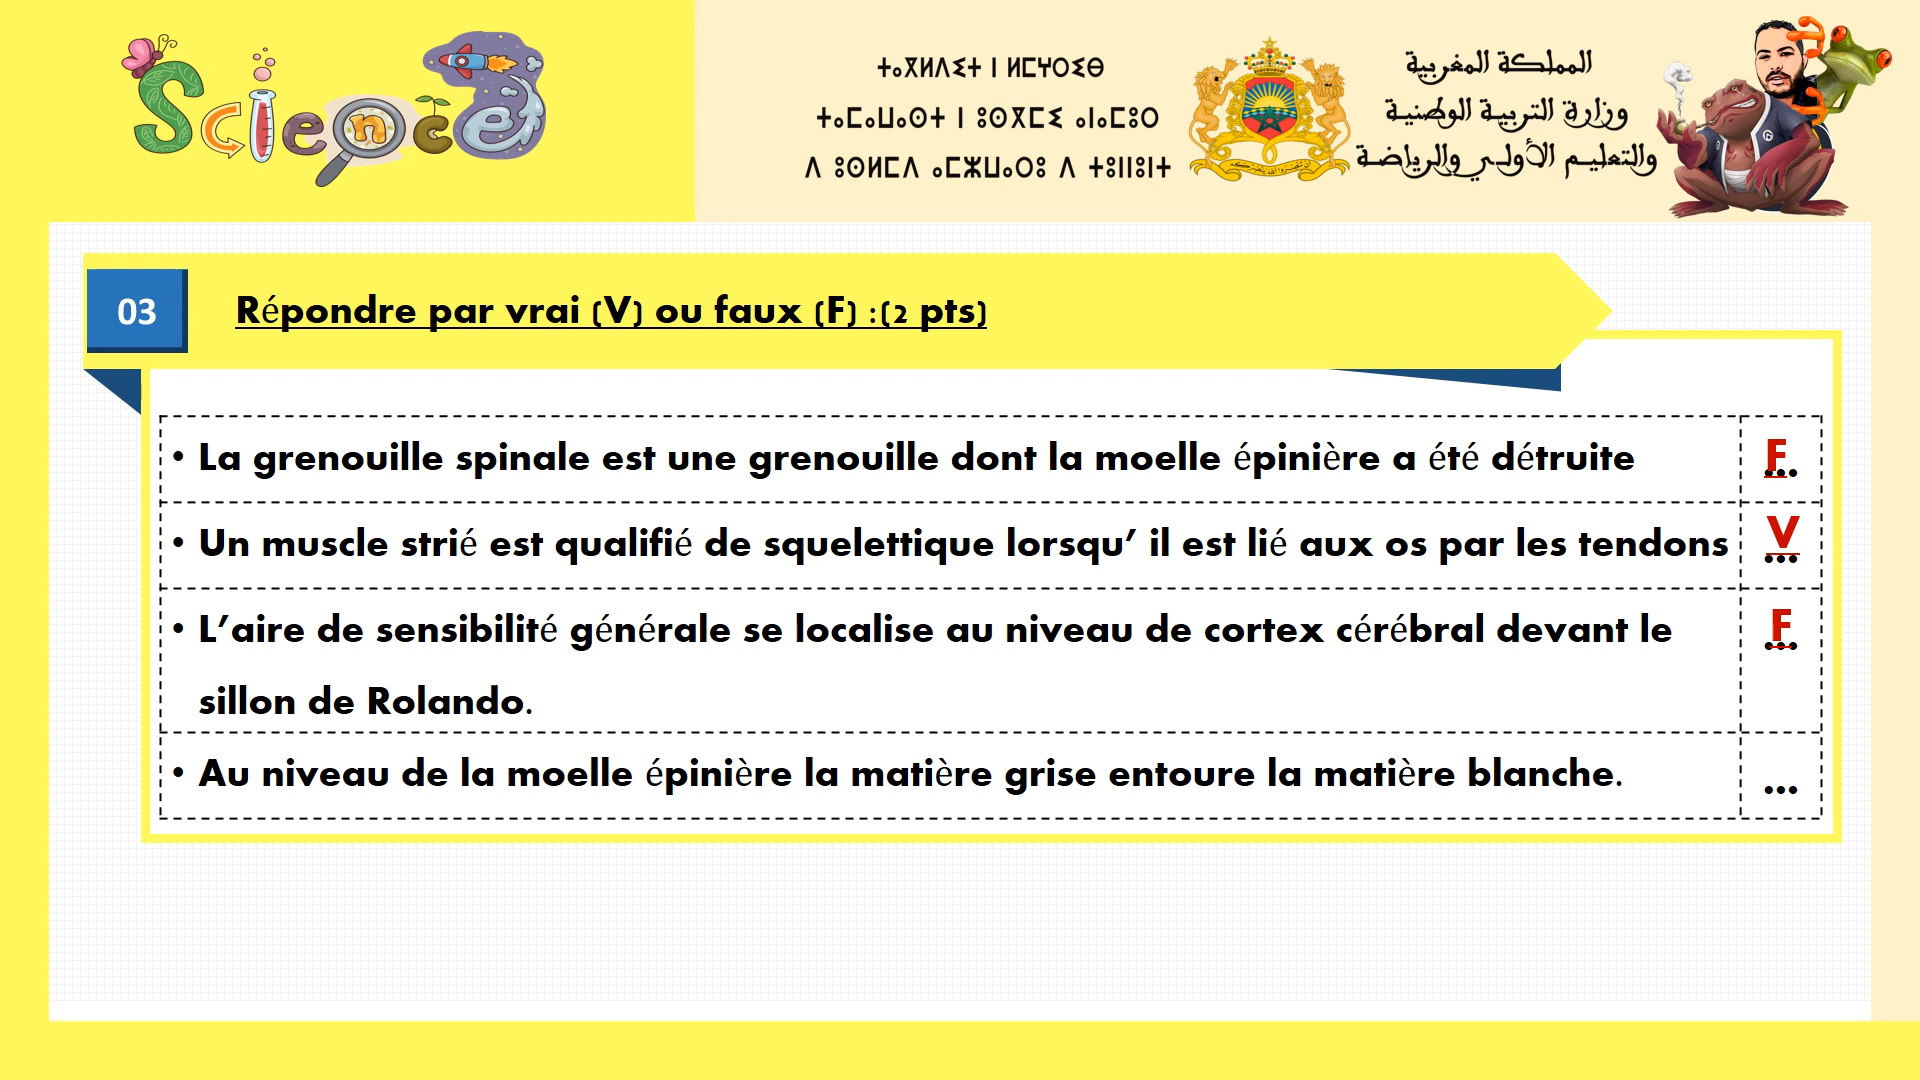 Science
ⵜⴰⴳⵍⴷⵉⵜ ⵏ ⵍⵎⵖⵔⵉⴱ
ⵜⴰⵎⴰⵡⴰⵙⵜ ⵏ ⵓⵙⴳⵎⵉ ⴰⵏⴰⵎⵓⵔ
ⴷ ⵓⵙⵍⵎⴷ ⴰⵎⵣⵡⴰⵔⵓ ⴷ ⵜⵓⵏⵏⵓⵏⵜ
المملكة المغربية
وزارة التربية الوطنية
والتعليم الأولي والرياضة
03
Répondre par vrai (V) ou faux (F) :(2 pts)
• La grenouille spinale est une grenouille dont la moelle épinière a été détruite F...
• Un muscle strié est qualifié de squelettique lorsqu’ il est lié aux os par les tendons V...
• L’aire de sensibilité générale se localise au niveau de cortex cérébral devant le F...
sillon de Rolando.
• Au niveau de la moelle épinière la matière grise entoure la matière blanche. ...